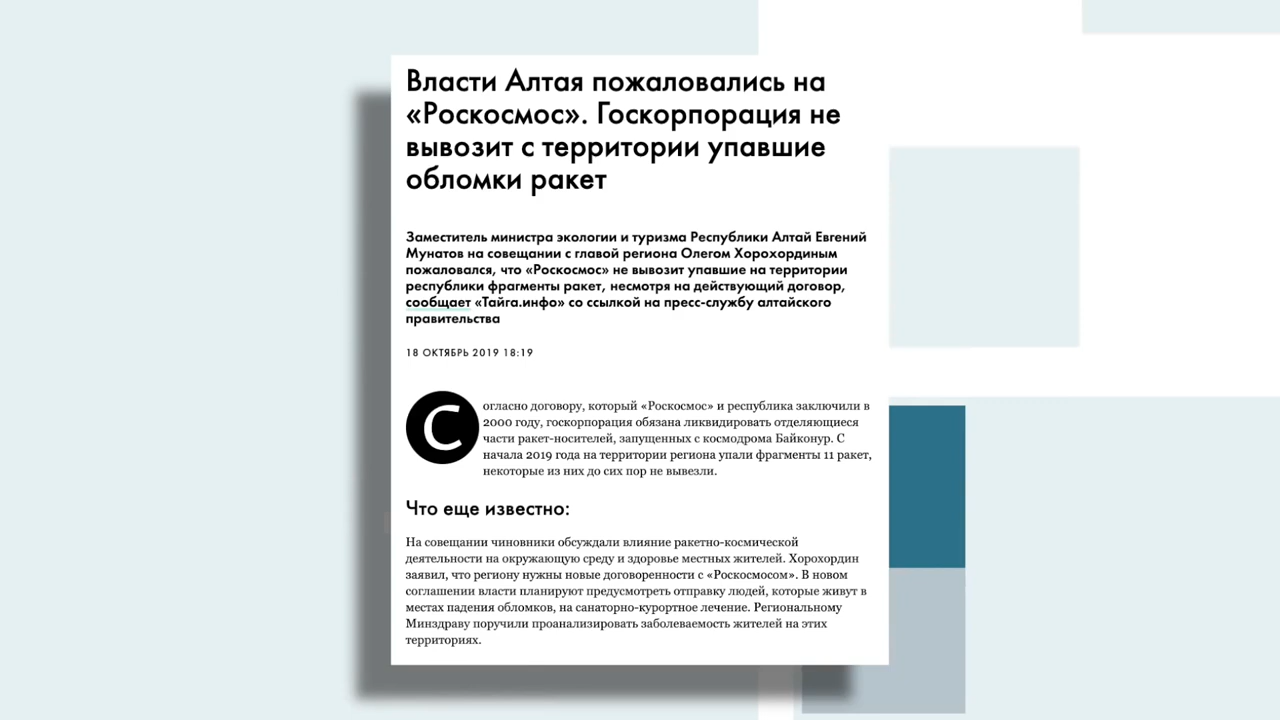 Власти Алтая пожаловались на
«Роскосмос». Госкорпорация не
вывозит с территории упавшие
обломки ракет
Заместитель министра экологии и туризма Республики Алтай Евгений
Мунатов на совещании с главой региона Олегом Хорохординым
пожаловался, что «Роскосмос» не вывозит упавшие на территории
республики фрагменты ракет, несмотря на действующий договор,
сообщает «Тайга.инфо» со ссылкой на пресс-службу алтайского
правительства
18 ОКТЯБРЬ 2019 18:19
Согласно договору, который «Роскосмос» и республика заключили в
2000 году, госкорпорация обязана ликвидировать отделяющиеся
части ракет-носителей, запущенных с космодрома Байконур. С
начала 2019 года на территории региона упали фрагменты 11 ракет,
некоторые из них до сих пор не вывезли.
Что еще известно:
На совещании чиновники обсуждали влияние ракетно-космической
деятельности на окружающую среду и здоровье местных жителей. Хорохордин
заявил, что региону нужны новые договоренности с «Роскосмосом». В новом
соглашении власти планируют предусмотреть отправку людей, которые живут в
местах падения обломков, на санаторно-курортное лечение. Региональному
Минздраву поручили проанализировать заболеваемость жителей на этих
территориях.